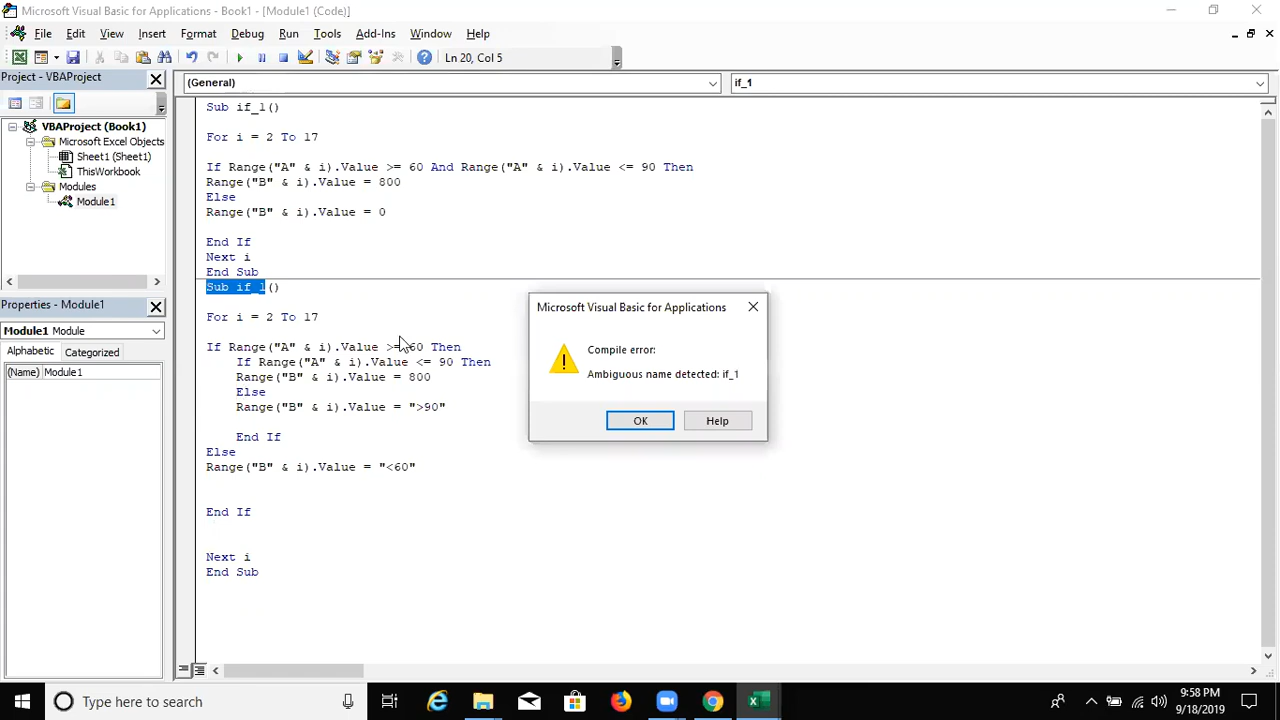 Microsoft Visual Basic for Applications - Book1 - [Module1 (Code)]
File Edit View Insert Format Debug Run Tools Add-Ins Window Help
Ln 20, Col 5
Project - VBAProject
(General)
if_1
VBAProject (Book1)
Microsoft Excel Objects
Sheet1 (Sheet1)
ThisWorkbook
Modules
Module1
Properties - Module1
Module1 Module
Alphabetic Categorized
(Name) Module1
Sub if_1()
For i = 2 To 17
If Range("A" & i).Value >= 60 And Range("A" & i).Value <= 90 Then
Range("B" & i).Value = 800
Else
Range("B" & i).Value = 0
End If
Next i
End Sub
Sub if_1()
For i = 2 To 17
If Range("A" & i).Value >= 60 Then
If Range("A" & i).Value <= 90 Then
Range("B" & i).Value = 800
Else
Range("B" & i).Value = ">90"
End If
Else
Range("B" & i).Value = "<60"
End If
Next i
End Sub
Microsoft Visual Basic for Applications
Compile error:
Ambiguous name detected: if_1
OK
Help
Type here to search
9:58 PM
9/18/2019